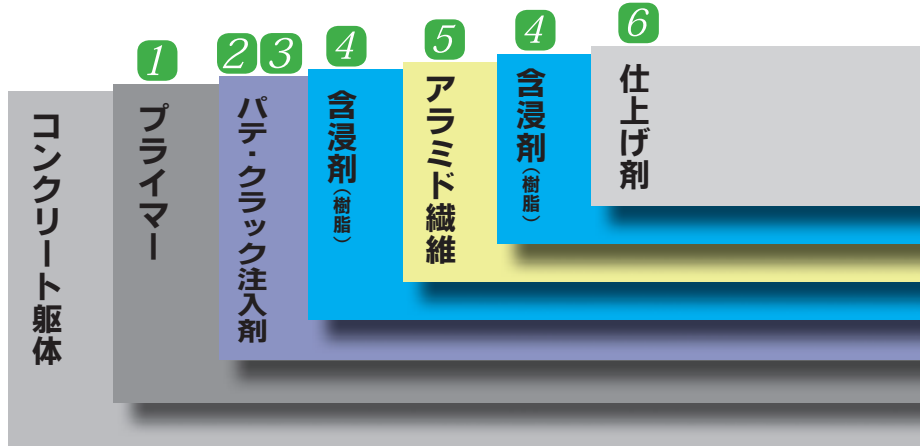 コンクリート躯体
1
プライマー
2 3
パテ・クラック注入剤
4
含浸剤(樹脂)
5
アラミド繊維
4
含浸剤(樹脂)
6
仕上げ剤